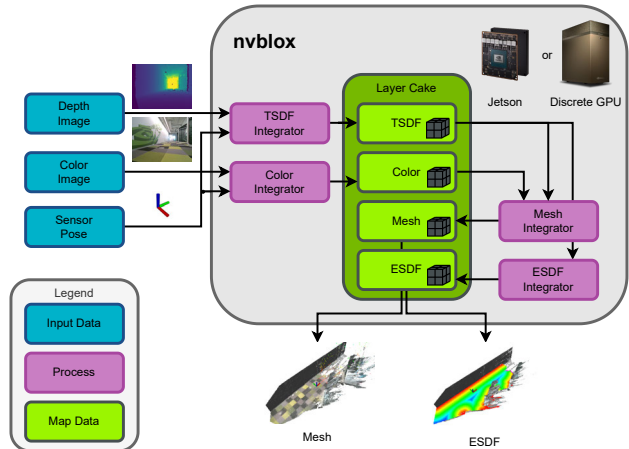 nvblox
Jetson
or
Discrete GPU
Layer Cake
Depth
Image
TSDF
Integrator
TSDF
Color
Image
Color
Integrator
Color
Sensor
Pose
Mesh
Mesh
Integrator
ESDF
ESDF
Integrator
Legend
Input Data
Process
Map Data
Mesh
ESDF